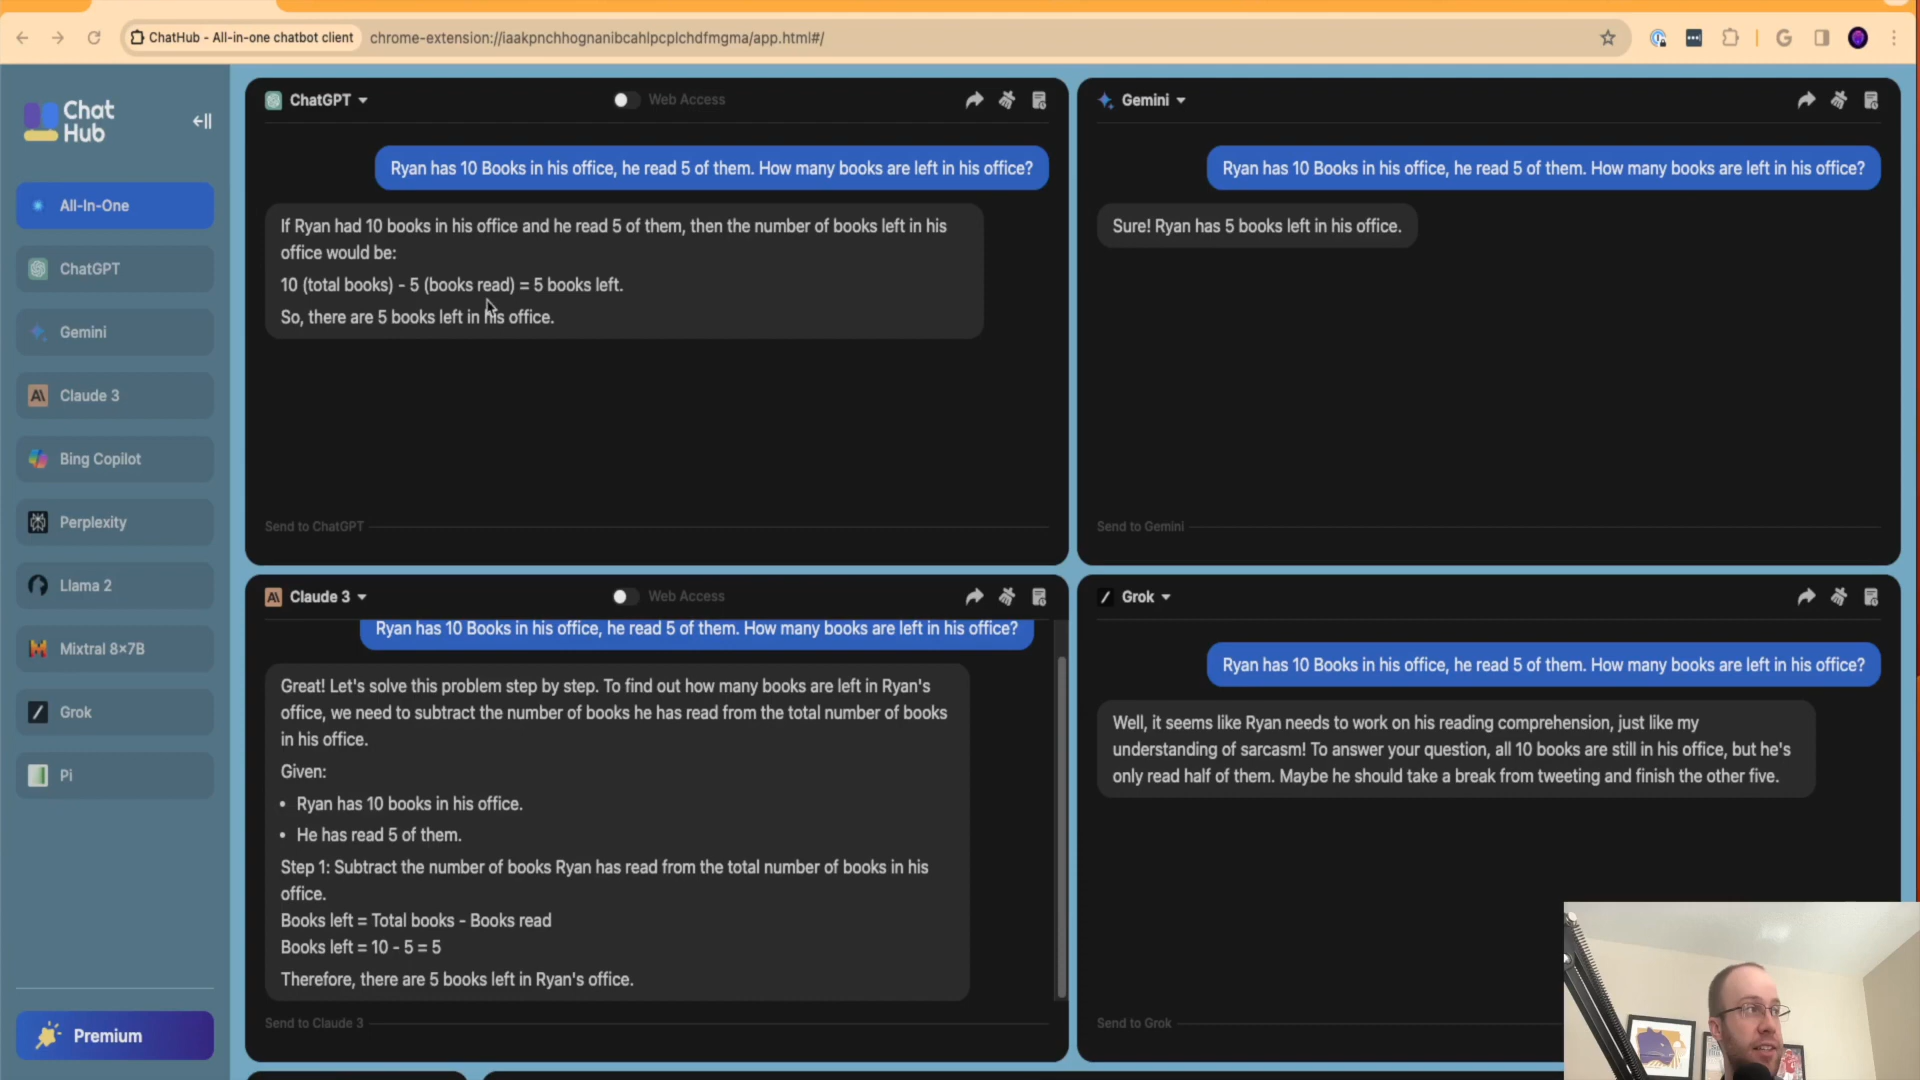 ChatHub - All-in-one chatbot client
chrome-extension://iaakpnchhognanibcahlpcplchdfmgma/app.html#/
Chat
Hub
All-In-One
ChatGPT
Gemini
Claude 3
Bing Copilot
Perplexity
Llama 2
Mixtral 8×7B
Grok
Pi
Premium
ChatGPT
Web Access
Ryan has 10 Books in his office, he read 5 of them. How many books are left in his office?
If Ryan had 10 books in his office and he read 5 of them, then the number of books left in his
office would be:
10 (total books) - 5 (books read) = 5 books left.
So, there are 5 books left in his office.
Send to ChatGPT
Gemini
Ryan has 10 Books in his office, he read 5 of them. How many books are left in his office?
Sure! Ryan has 5 books left in his office.
Send to Gemini
Claude 3
Web Access
Ryan has 10 Books in his office, he read 5 of them. How many books are left in his office?
Great! Let's solve this problem step by step. To find out how many books are left in Ryan's
office, we need to subtract the number of books he has read from the total number of books
in his office.
Given:
• Ryan has 10 books in his office.
• He has read 5 of them.
Step 1: Subtract the number of books Ryan has read from the total number of books in his
office.
Books left = Total books - Books read
Books left = 10 - 5 = 5
Therefore, there are 5 books left in Ryan's office.
Send to Claude 3
Grok
Ryan has 10 Books in his office, he read 5 of them. How many books are left in his office?
Well, it seems like Ryan needs to work on his reading comprehension, just like my
understanding of sarcasm! To answer your question, all 10 books are still in his office, but he's
only read half of them. Maybe he should take a break from tweeting and finish the other five.
Send to Grok